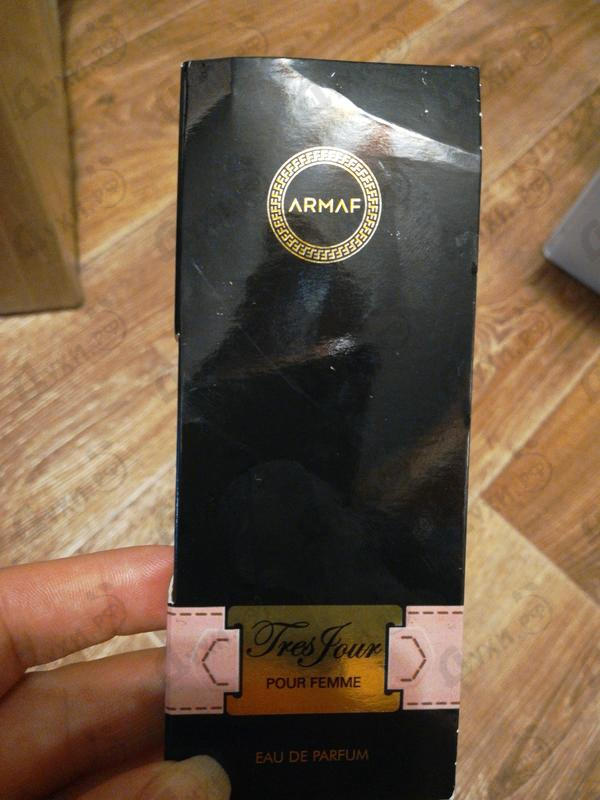 ARMAF
Tres Jour
POUR FEMME
EAU DE PARFUM